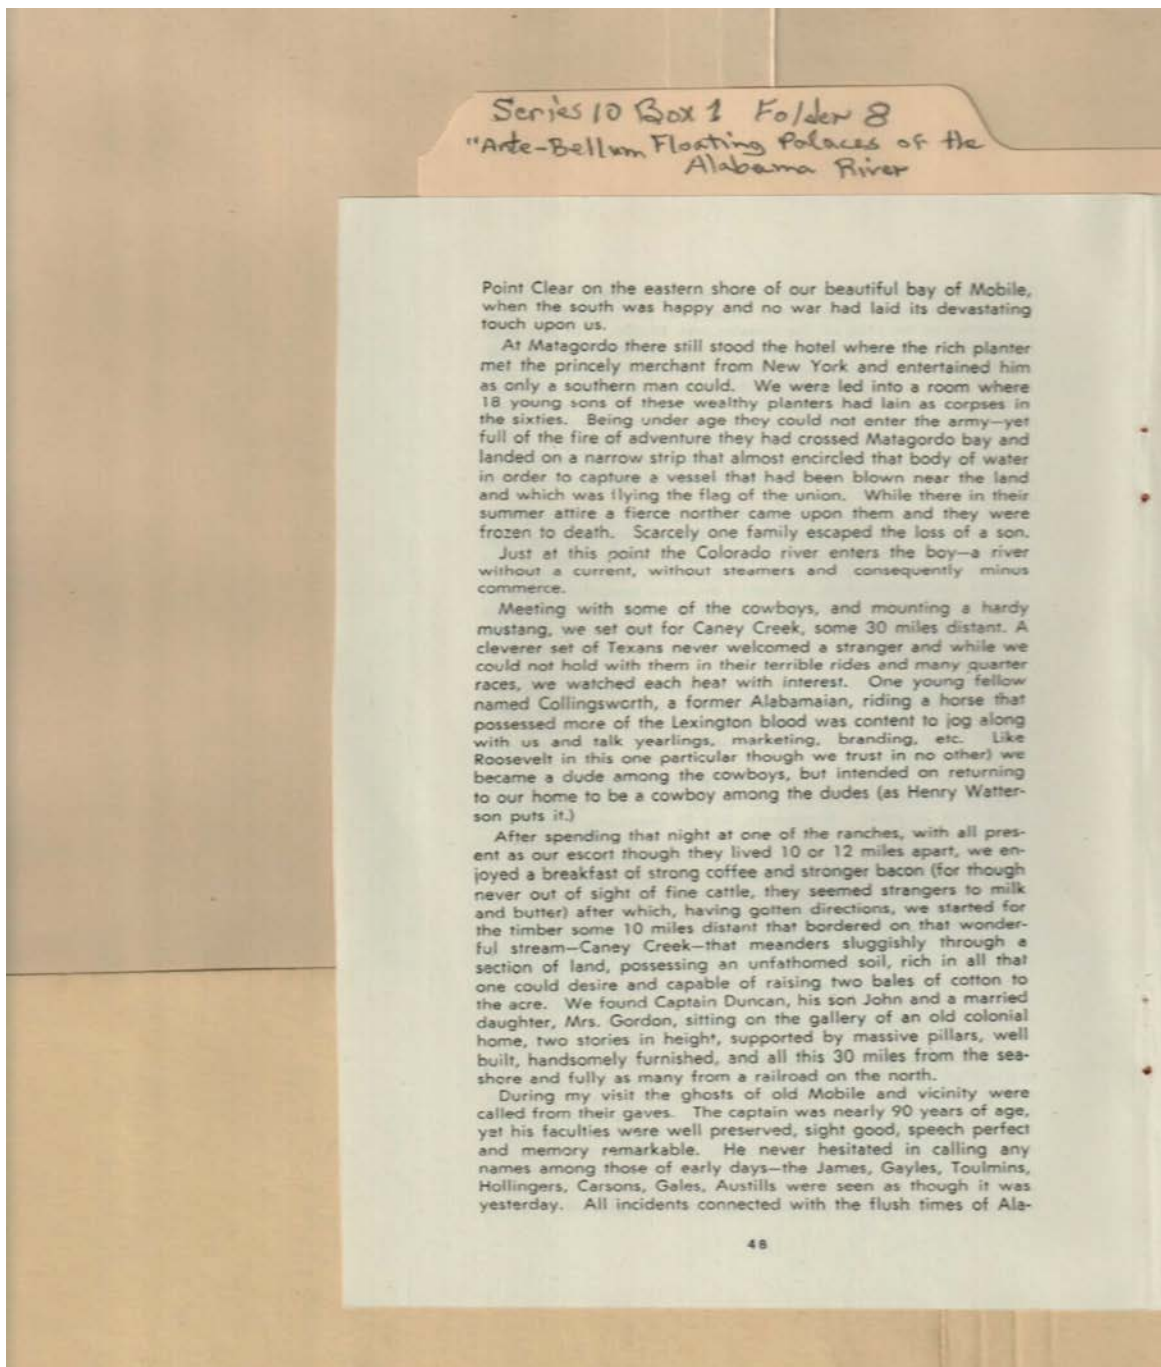 Series 10 Box 1 Folder 8
"Ante-Bellum Floating Palaces of the
Alabama River
Point Clear on the eastern shore of our beautiful bay of Mobile,
when the south was happy and no war had laid its devastating
touch upon us.
At Matagordo there still stood the hotel where the rich planter
met the princely merchant from New York and entertained him
as only a southern man could. We were led into a room where
18 young sons of these wealthy planters had lain as corpses in
the sixties. Being under age they could not enter the army—yet
full of the fire of adventure they had crossed Matagordo bay and
landed on a narrow strip that almost encircled that body of water
in order to capture a vessel that had been blown near the land
and which was flying the flag of the union. While there in their
summer attire a fierce norther came upon them and they were
frozen to death. Scarcely one family escaped the loss of a son.
Just at this point the Colorado river enters the boy—a river
without a current, without steamers and consequently minus
commerce.
Meeting with some of the cowboys, and mounting a hardy
mustang, we set out for Caney Creek, some 30 miles distant. A
cleverer set of Texans never welcomed a stranger and while we
could not hold with them in their terrible rides and many quarter
races, we watched each heat with interest. One young fellow
named Collingsworth, a former Alabamaian, riding a horse that
possessed more of the Lexington blood was content to jog along
with us and talk yearlings, marketing, branding, etc. Like
Roosevelt in this one particular though we trust in no other) we
became a dude among the cowboys, but intended on returning
to our home to be a cowboy among the dudes (as Henry Watter-
son puts it.)
After spending that night at one of the ranches, with all pres-
ent as our escort though they lived 10 or 12 miles apart, we en-
joyed a breakfast of strong coffee and stronger bacon (for though
never out of sight of fine cattle, they seemed strangers to milk
and butter) after which, having gotten directions, we started for
the timber some 10 miles distant that bordered on that wonder-
ful stream—Caney Creek—that meanders sluggishly through a
section of land, possessing an unfathomed soil, rich in all that
one could desire and capable of raising two bales of cotton to
the acre. We found Captain Duncan, his son John and a married
daughter, Mrs. Gordon, sitting on the gallery of an old colonial
home, two stories in height, supported by massive pillars, well
built, handsomely furnished, and all this 30 miles from the sea-
shore and fully as many from a railroad on the north.
During my visit the ghosts of old Mobile and vicinity were
called from their gaves. The captain was nearly 90 years of age,
yet his faculties were well preserved, sight good, speech perfect
and memory remarkable. He never hesitated in calling any
names among those of early days—the James, Gayles, Toulmins,
Hollingers, Carsons, Gales, Austills were seen as though it was
yesterday. All incidents connected with the flush times of Ala-
48